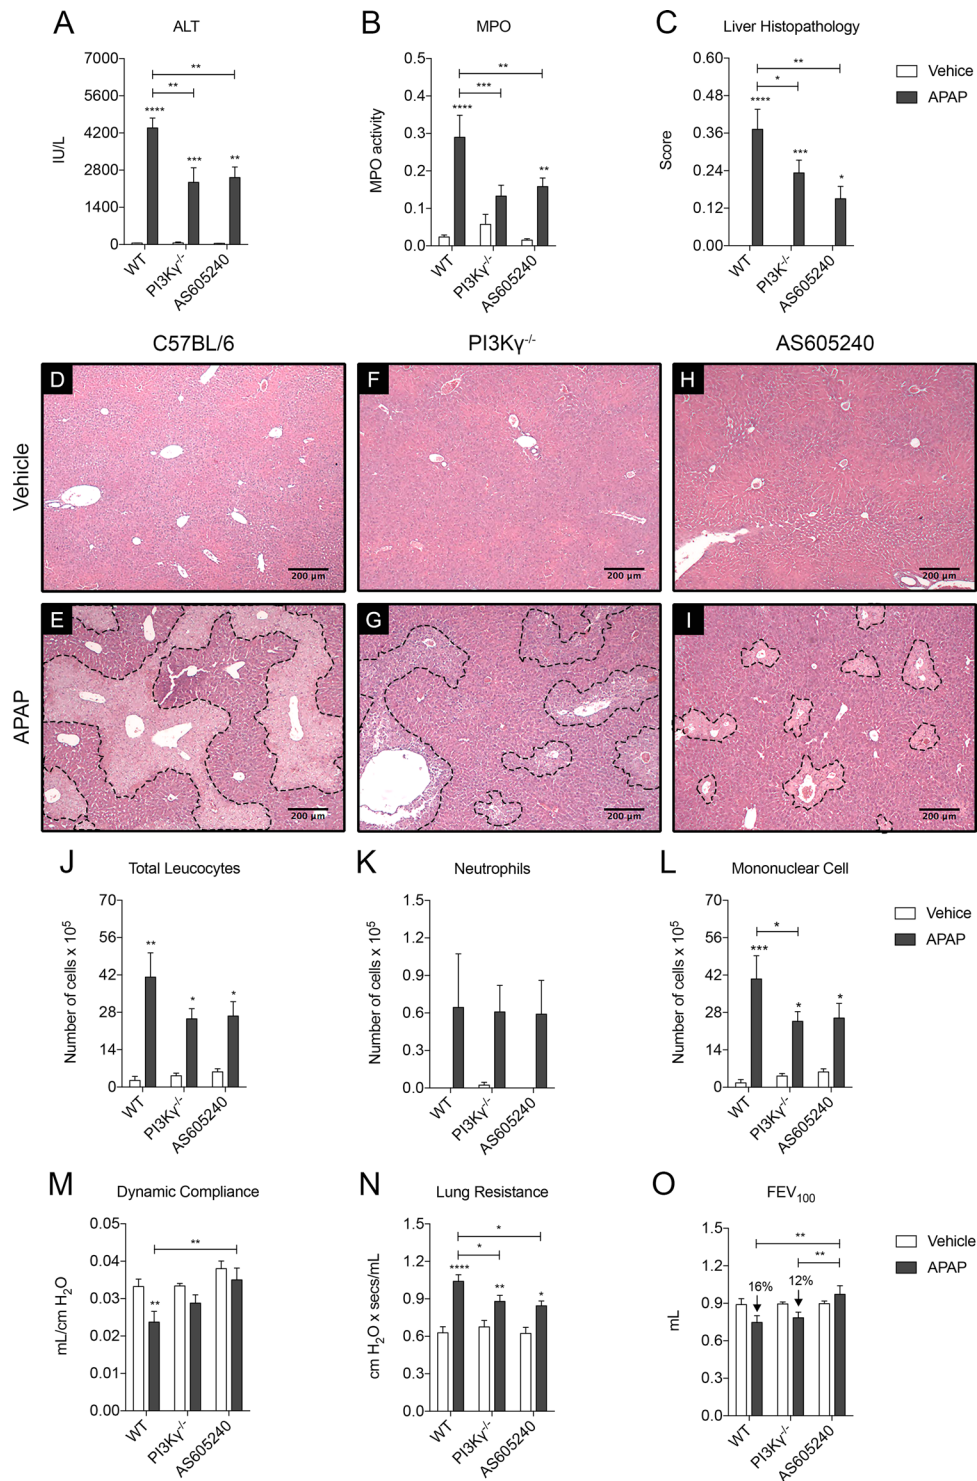 A ALT
B MPO
C Liver Histopathology
7000
5600
4200
2800
1400
0
IU/L
**
**
****
***
**
WT
PI3Kγ-/-
AS605240
0.5
0.4
0.3
0.2
0.1
0.0
MPO activity
**
***
****
**
WT
PI3Kγ-/-
AS605240
0.60
0.48
0.36
0.24
0.12
0.00
Score
**
*
****
***
*
WT
PI3K-/-
AS605240
Vehice
APAP
C57BL/6
PI3Kγ-/-
AS605240
Vehicle
D
200 µm
F
200 µm
H
200 µm
APAP
E
200 µm
G
200 µm
I
200 µm
J Total Leucocytes
K Neutrophils
L Mononuclear Cell
70
56
42
28
14
0
Number of cells x 10⁵
**
*
*
WT
PI3Kγ-/-
AS605240
1.5
1.2
0.9
0.6
0.3
0.0
Number of cells x 10⁵
WT
PI3Kγ-/-
AS605240
70
56
42
28
14
0
Number of cells x 10⁵
*
***
*
*
WT
PI3Kγ-/-
AS605240
Vehice
APAP
M Dynamic Compliance
N Lung Resistance
O FEV₁₀₀
0.05
0.04
0.03
0.02
0.01
0.00
mL/cm H₂O
**
**
WT
PI3Kγ-/-
AS605240
1.5
1.2
0.9
0.6
0.3
0.0
cm H₂O x secs/mL
*
*
****
**
*
WT
PI3Kγ-/-
AS605240
1.5
1.2
0.9
0.6
0.3
0.0
mL
**
**
16%
12%
WT
PI3Kγ-/-
AS605240
Vehicle
APAP